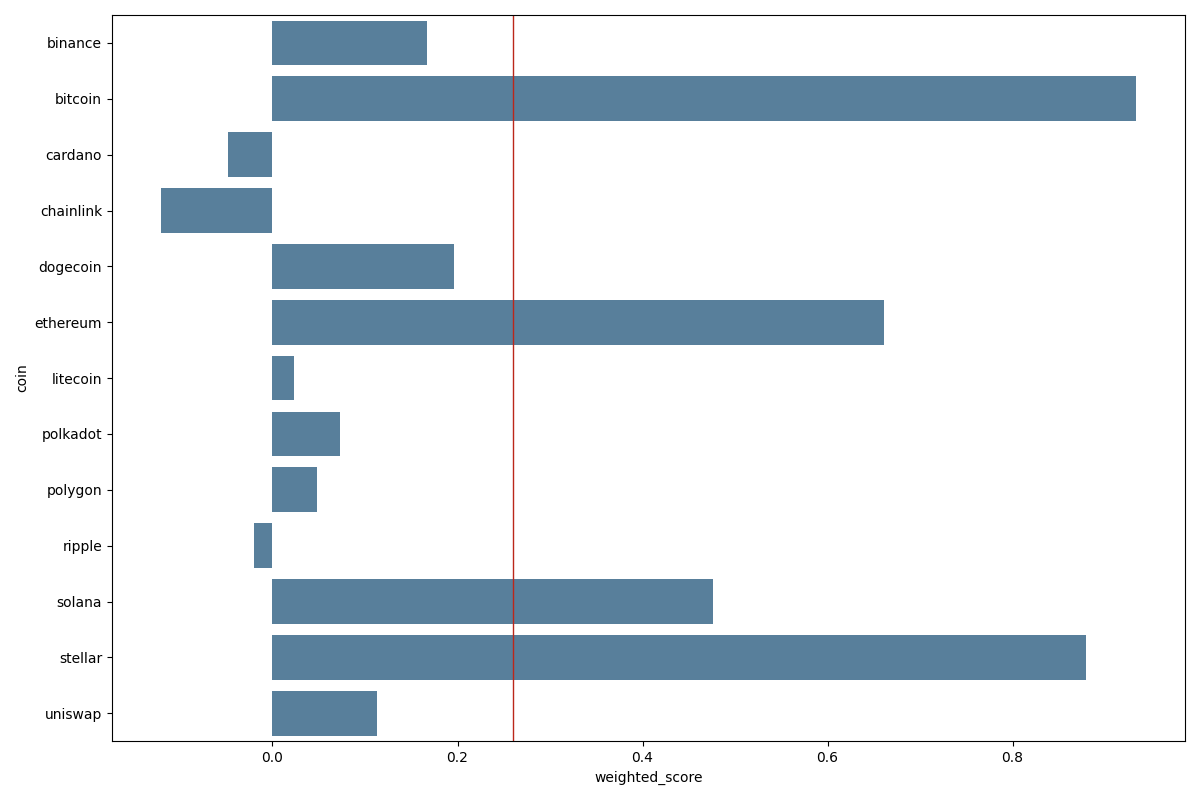 binance
bitcoin
cardano
chainlink
dogecoin
ethereum
litecoin
polkadot
polygon
ripple
solana
stellar
uniswap
coin
0.0 0.2 0.4 0.6 0.8
weighted_score